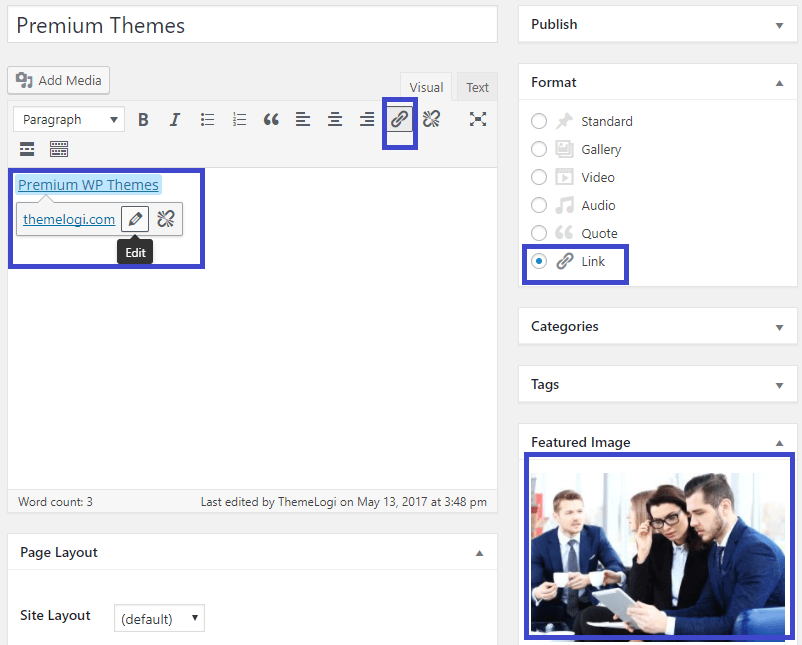 Premium Themes
Add Media
Visual Text
Paragraph
Premium WP Themes
themelogi.com
Edit
Word count: 3 Last edited by ThemeLogi on May 13, 2017 at 3:48 pm
Page Layout
Site Layout (default)
Publish
Format
Standard
Gallery
Video
Audio
Quote
Link
Categories
Tags
Featured Image